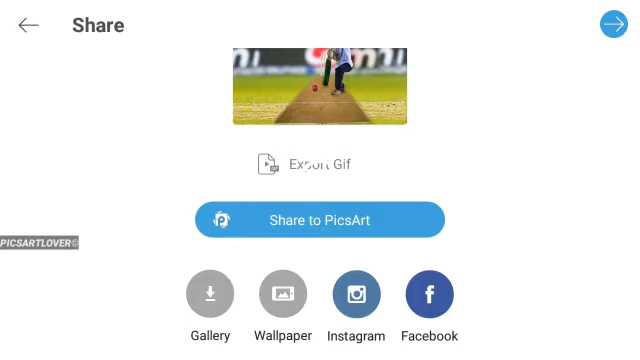 Share
Export Gif
Share to PicsArt
PICSARTLOVER©
Gallery Wallpaper Instagram Facebook